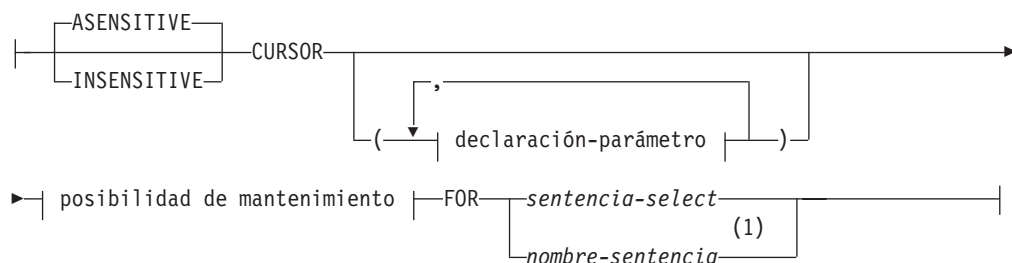 ASENSITIVE
CURSOR
INSENSITIVE
,
( declaración-parámetro )
posibilidad de mantenimiento FOR sentencia-select
(1)
nombre-sentencia